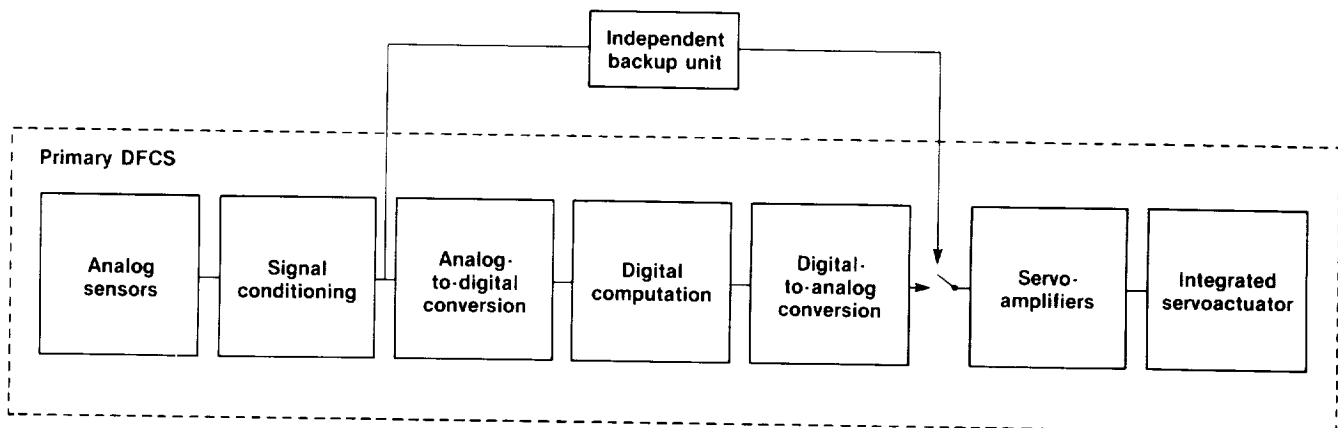 Independent
backup unit
Primary DFCS
Analog
sensors
Signal
conditioning
Analog-
to-digital
conversion
Digital
computation
Digital-
to-analog
conversion
Servo-
amplifiers
Integrated
servoactuator